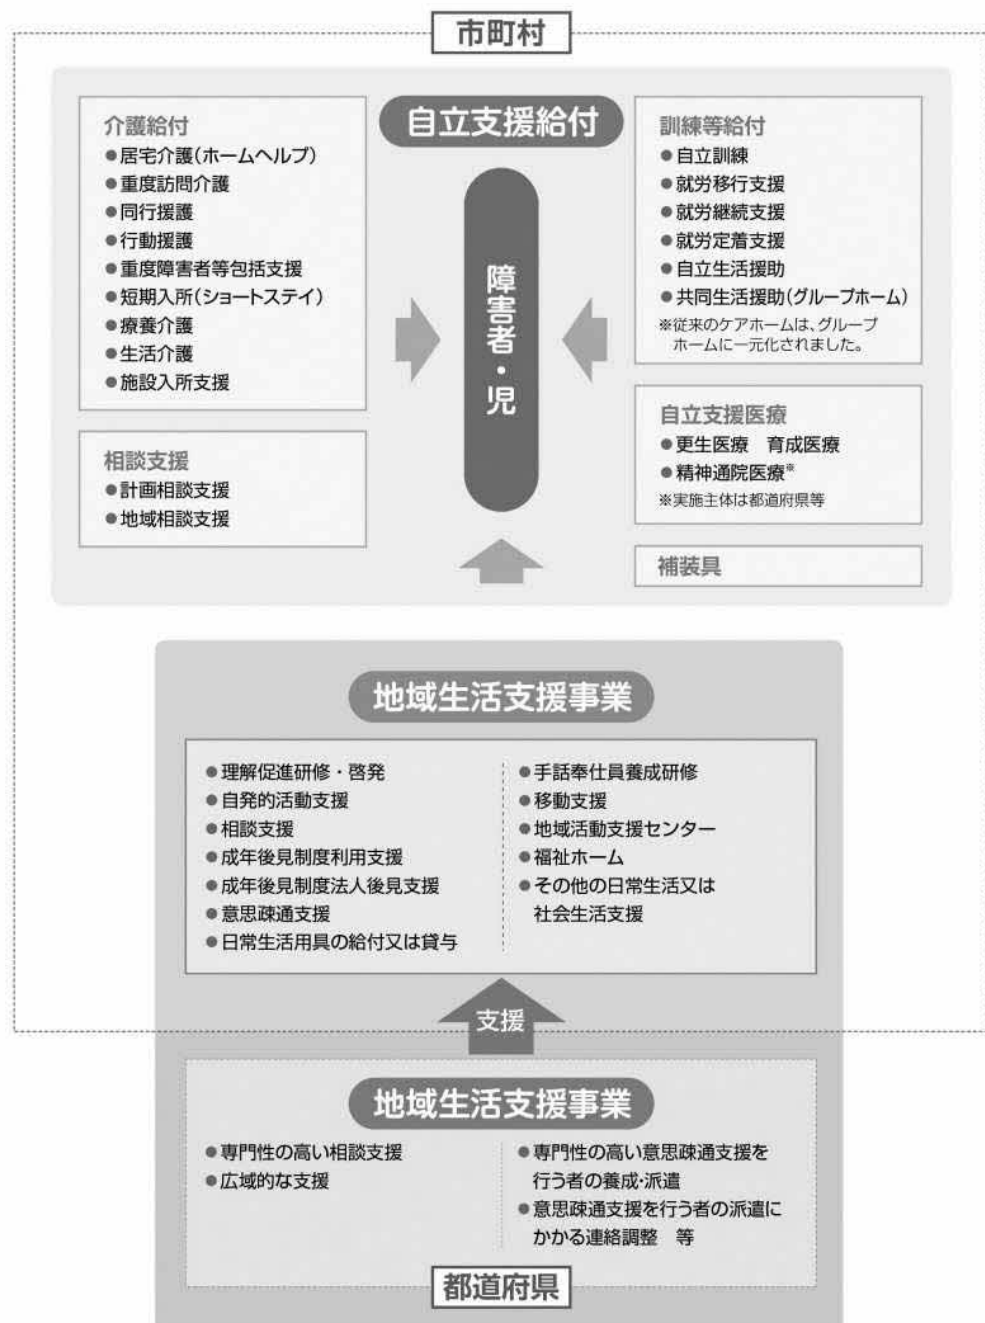 市町村
自立支援給付
介護給付
●居宅介護(ホームヘルプ)
●重度訪問介護
●同行援護
●行動援護
●重度障害者等包括支援
●短期入所(ショートステイ)
●療養介護
●生活介護
●施設入所支援
相談支援
●計画相談支援
●地域相談支援
障害者・児
訓練等給付
●自立訓練
●就労移行支援
●就労継続支援
●就労定着支援
●自立生活援助
●共同生活援助(グループホーム)
※従来のケアホームは、グループ
ホームに一元化されました。
自立支援医療
●更生医療　育成医療
●精神通院医療※
※実施主体は都道府県等
補装具
地域生活支援事業
●理解促進研修・啓発
●自発的活動支援
●相談支援
●成年後見制度利用支援
●成年後見制度法人後見支援
●意思疎通支援
●日常生活用具の給付又は貸与
●手話奉仕員養成研修
●移動支援
●地域活動支援センター
●福祉ホーム
●その他の日常生活又は
社会生活支援
支援
地域生活支援事業
●専門性の高い相談支援
●広域的な支援
●専門性の高い意思疎通支援を
行う者の養成・派遣
●意思疎通支援を行う者の派遣に
かかる連絡調整　等
都道府県